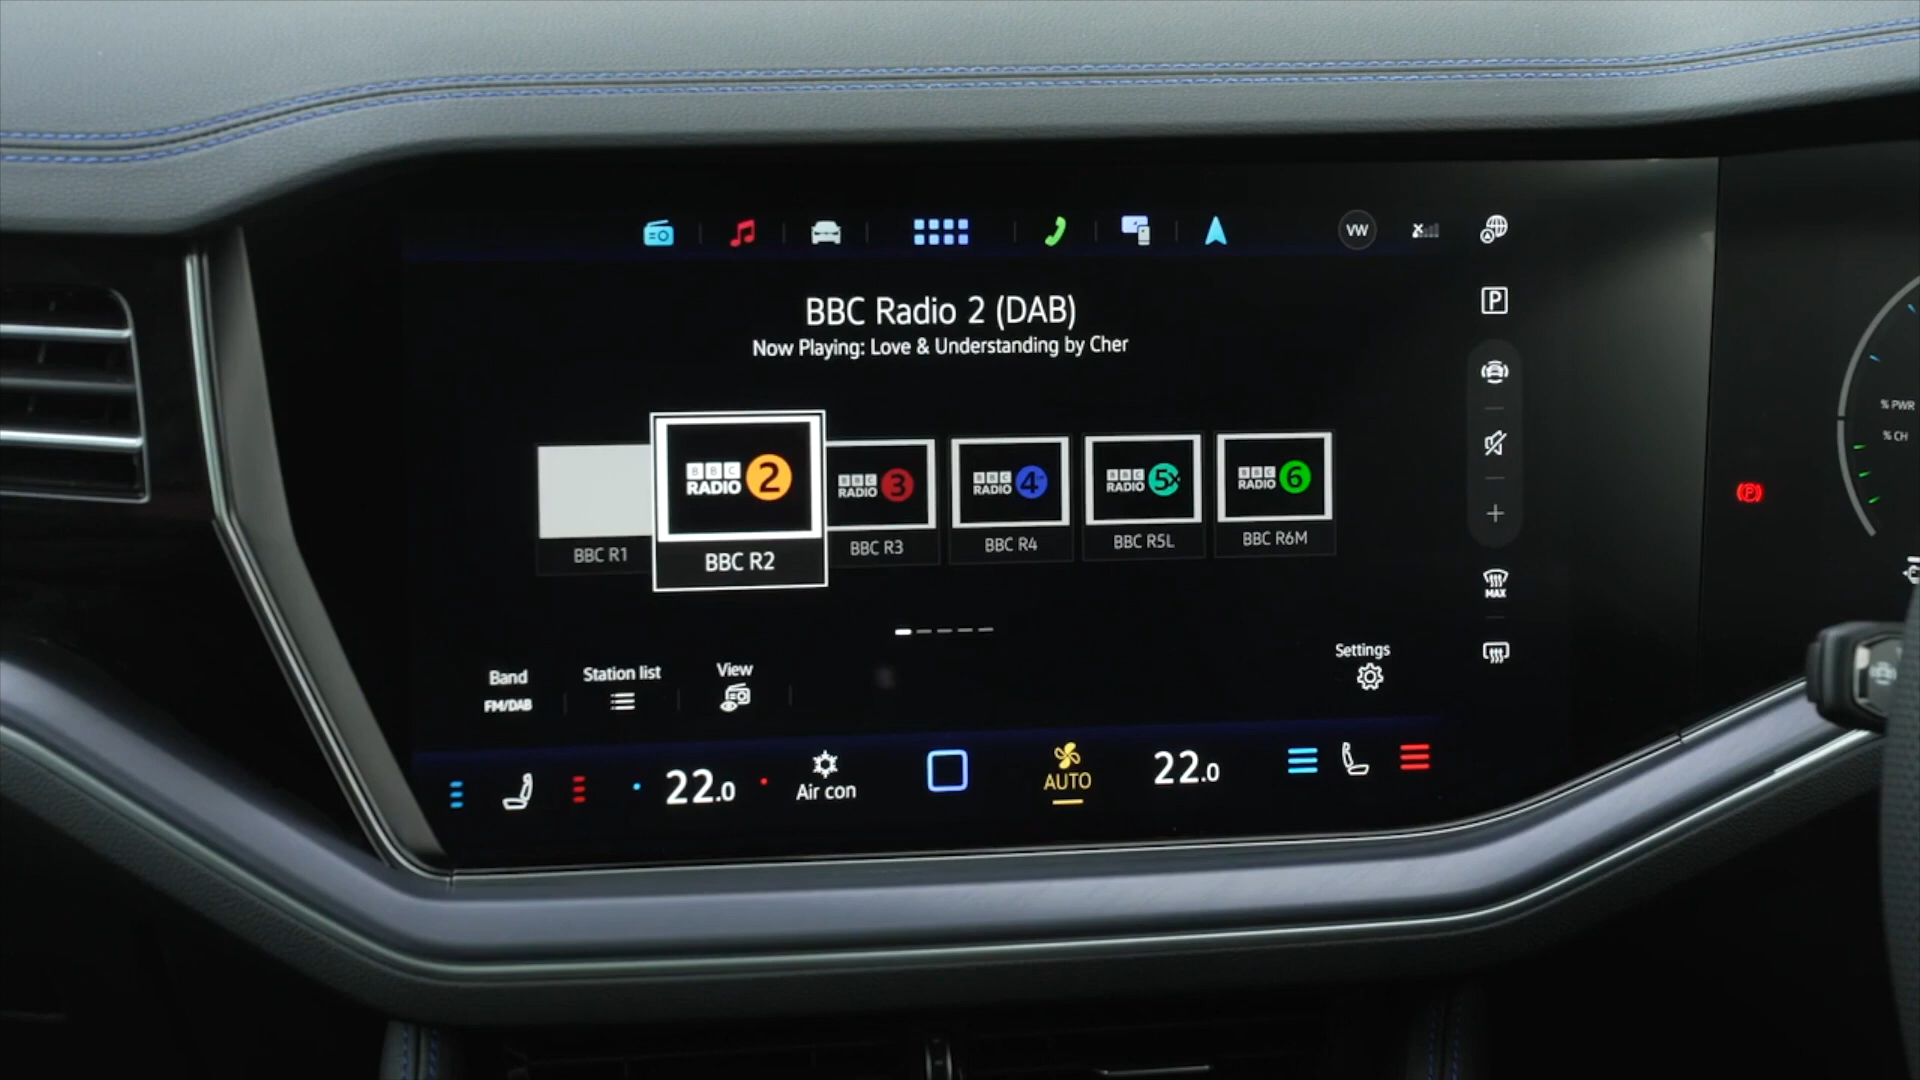 VW
BBC Radio 2 (DAB)
Now Playing: Love & Understanding by Cher
P
BBC RADIO 2
BBC RADIO 3
BBC RADIO 4
BBC RADIO 5
BBC RADIO 6
BBC R1
BBC R2
BBC R3
BBC R4
BBC R5L
BBC R6M
% PWR
% CH
P
MAX
Band
FM/DAB
Station list
View
Settings
22.0
Air con
AUTO
22.0